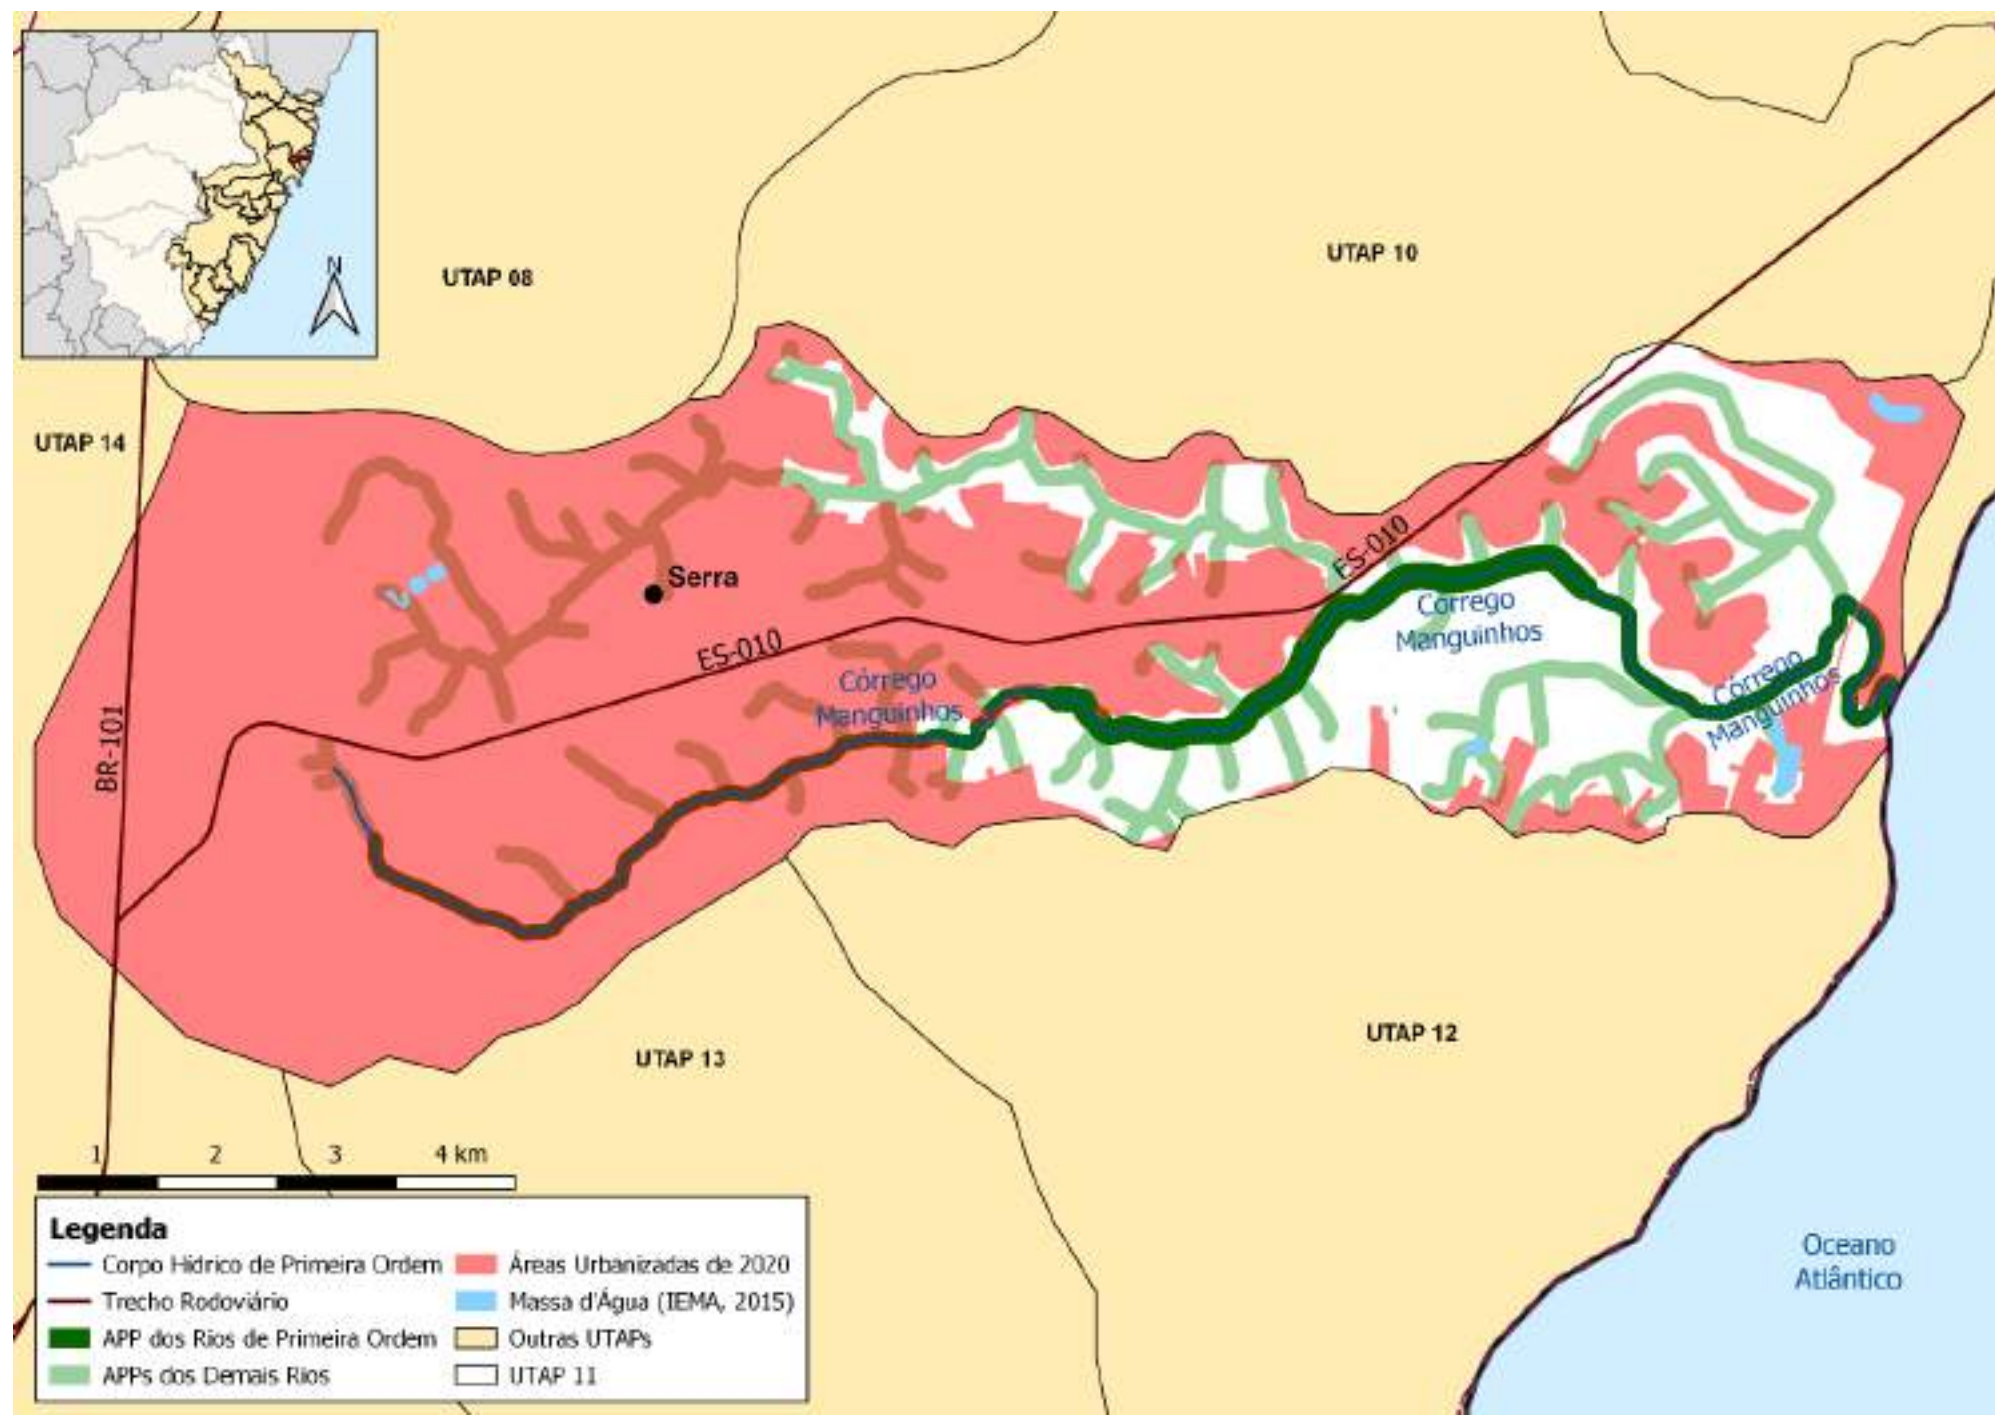 N
UTAP 08
UTAP 10
UTAP 14
ES-010
Serra
Córrego
Manguinhos
ES-010
Córrego
Manguinhos
Córrego
Manguinhos
BR-101
UTAP 12
UTAP 13
1 2 3 4 km
Legenda
Corpo Hídrico de Primeira Ordem
Trecho Rodoviário
APP dos Rios de Primeira Ordem
APPs dos Demais Rios
Áreas Urbanizadas de 2020
Massa d'Água (IEMA, 2015)
Outras UTAPs
UTAP 11
Oceano
Atlântico